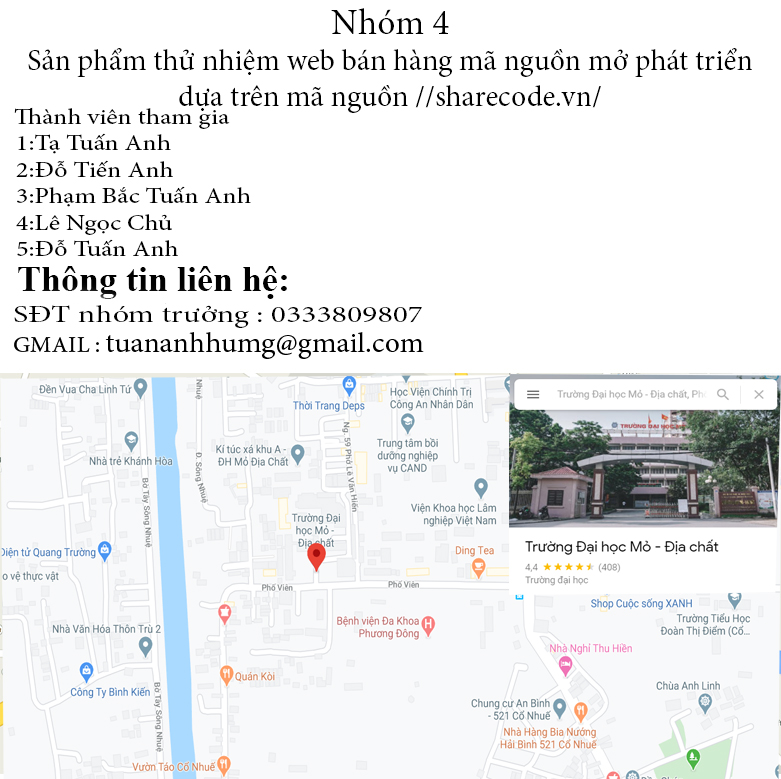 Nhóm 4
Sản phẩm thử nhiệm web bán hàng mã nguồn mở phát triển
dựa trên mã nguồn //sharecode.vn/
Thành viên tham gia
1:Tạ Tuấn Anh
2:Đỗ Tiến Anh
3:Phạm Bắc Tuấn Anh
4:Lê Ngọc Chủ
5:Đỗ Tuấn Anh
Thông tin liên hệ:
SĐT nhóm trưởng : 0333809807
GMAIL : tuananhhumg@gmail.com
Đền Vua Cha Linh Tứ
Nhuệ
Thời Trang Deps
Học Viện Chính Trị
Công An Nhân Dân
Trường Đại học Mỏ - Địa chất, Ph
TRƯỜNG ĐẠI HỌC
Nhà trẻ Khánh Hòa
Đ. Sông Nhuệ
Kí túc xá khu A -
ĐH Mỏ Địa Chất
Ng. 59 Phố Lê Văn Hiến
Trung tâm bồi
dưỡng nghiệp
vụ CAND
Bờ Tây Sông Nhuệ
Viện Khoa học Lâm
nghiệp Việt Nam
Trường Đại
học Mỏ -
Địa chất
Điện tử Quang Trường
o vệ thực vật
Ding Tea
Trường Đại học Mỏ - Địa chất
4,4
(408)
Trường đại học
Phố Viên
Phố Viên
Shop Cuộc sống XANH
Trường Tiểu Học
Đoàn Thị Điểm (Cố...
Bệnh viện Đa Khoa
Phương Đông
Nhà Văn Hóa Thôn Trù 2
Nhà Nghỉ Thu Hiền
Quán Kòi
Công Ty Bình Kiến
Chùa Anh Linh
Bờ Tây Sông Nhuệ
Chung cư An Bình
- 521 Cổ Nhuế
Nhà Hàng Bia Nướng
Hải Bình 521 Cổ Nhuế
Vườn Táo Cổ Nhuế